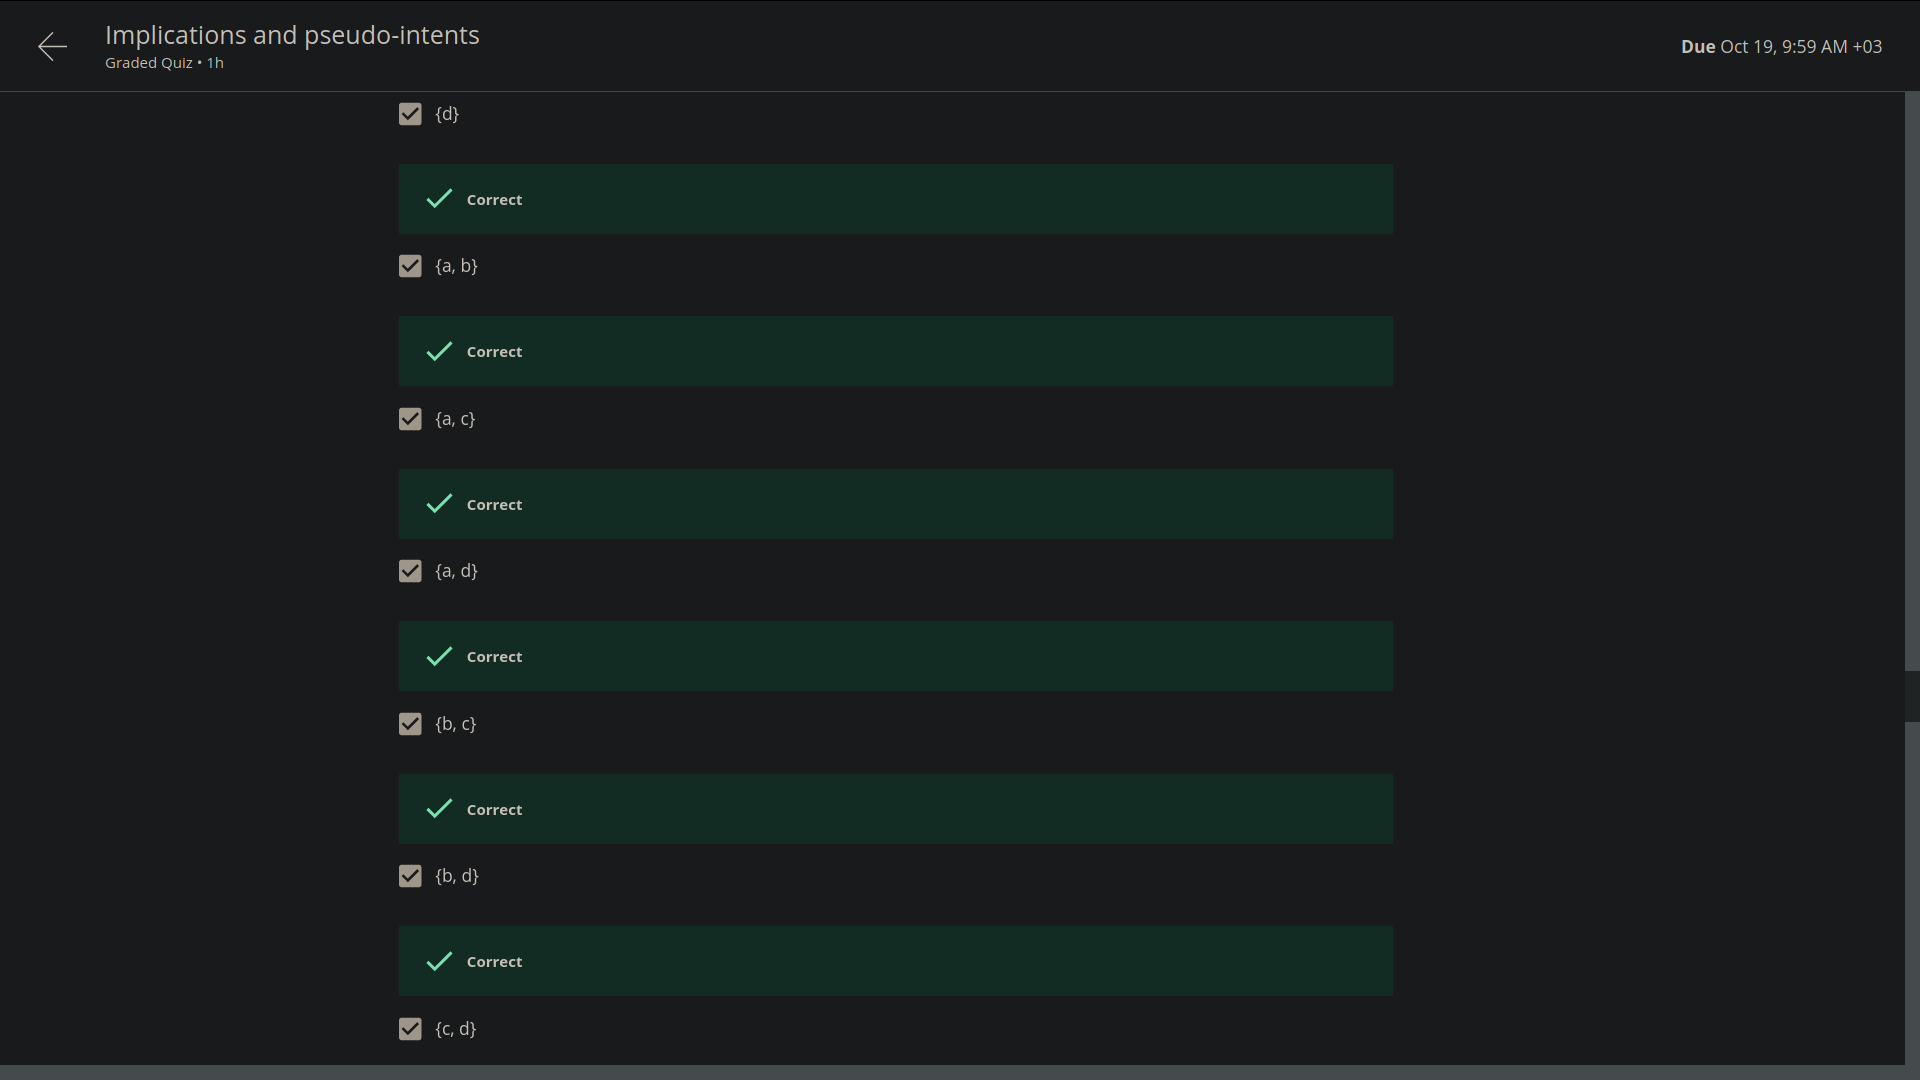 Implications and pseudo-intents
Graded Quiz • 1h
Due Oct 19, 9:59 AM +03
{d}
Correct
{a, b}
Correct
{a, c}
Correct
{a, d}
Correct
{b, c}
Correct
{b, d}
Correct
{c, d}